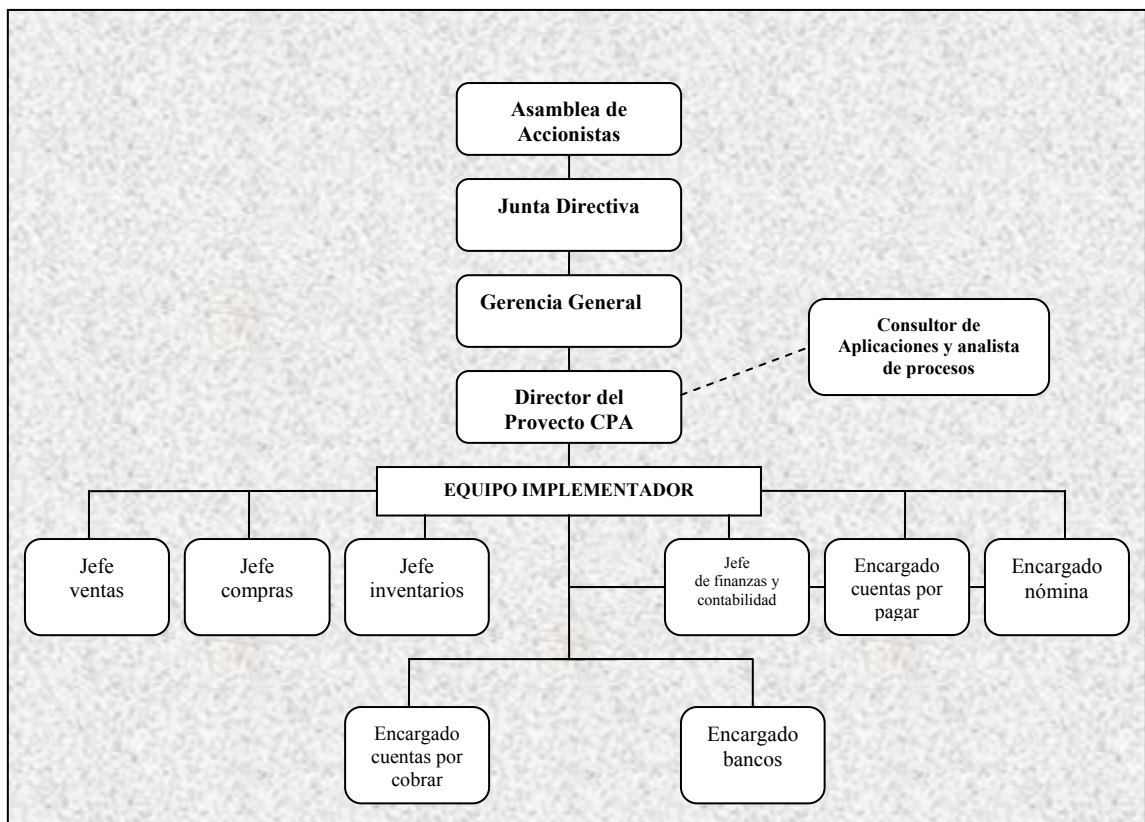 Asamblea de
Accionistas
Junta Directiva
Gerencia General
Consultor de
Aplicaciones y analista
de procesos
Director del
Proyecto CPA
EQUIPO IMPLEMENTADOR
Jefe
ventas
Jefe
compras
Jefe
inventarios
Jefe
de finanzas y
contabilidad
Encargado
cuentas por
pagar
Encargado
nómina
Encargado
cuentas por
cobrar
Encargado
bancos